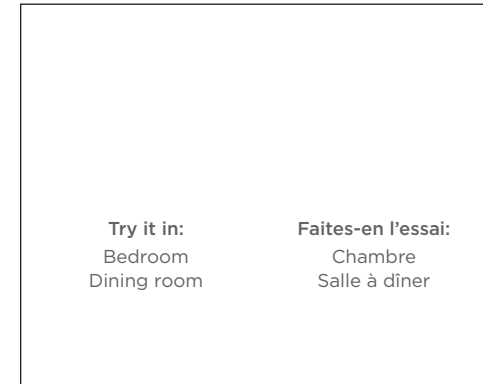 Try it in:
Bedroom
Dining room
Faites-en l’essai:
Chambre
Salle à dîner